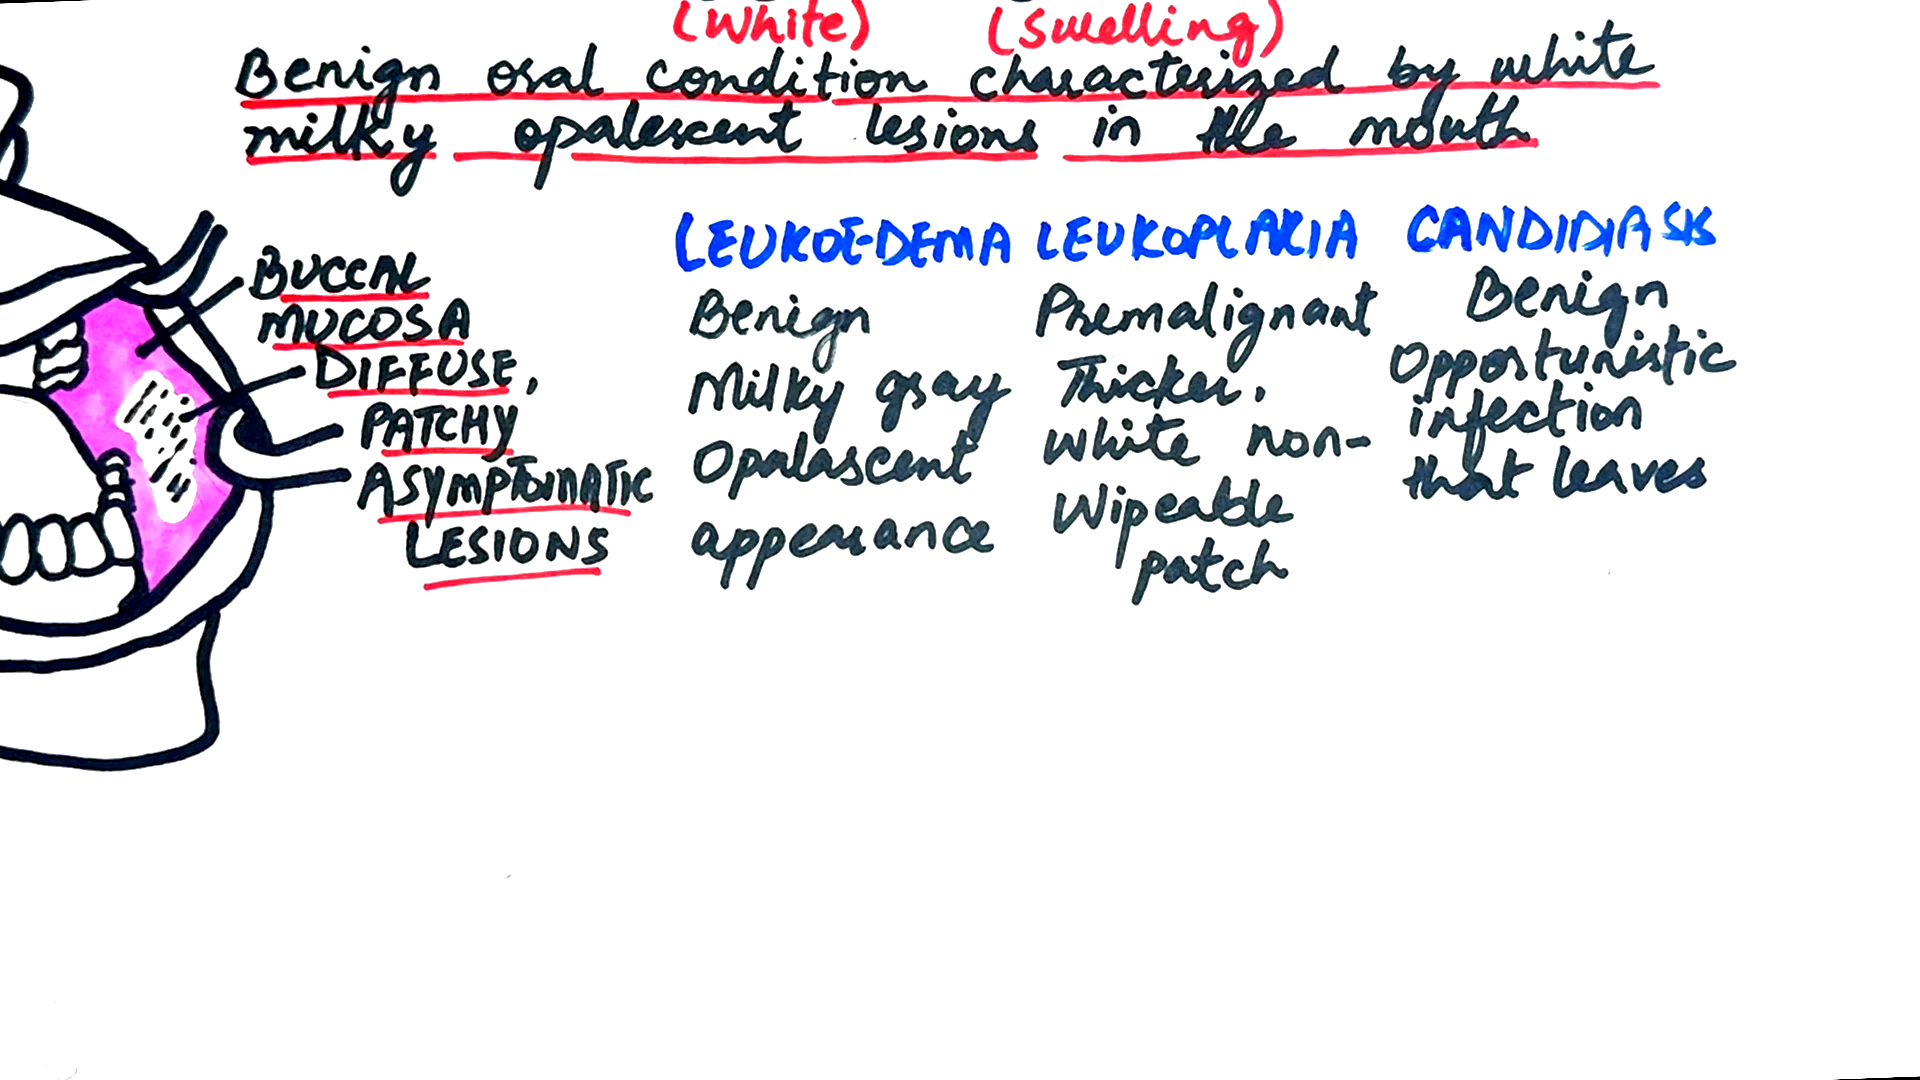 (white) (swelling)
Benign oral condition characterized by white
milky opalescent lesions in the mouth
BUCCAL
MUCOSA
DIFFUSE,
PATCHY
ASYMPTOMATIC
LESIONS
LEUKOEDEMA
Benign
Milky gray
Opalascent
appearance
LEUKOPLAKIA
Premalignant
Thicker,
white non-
Wipeable
patch
CANDIDIASIS
Benign
Opportunistic
infection
that leaves